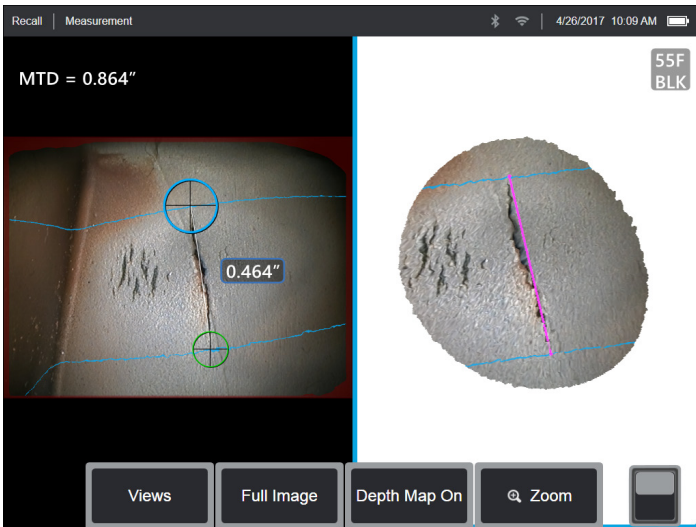 Recall Measurement 4/26/2017 10:09 AM
MTD = 0.864"
55F
BLK
0.464"
Views Full Image Depth Map On Zoom